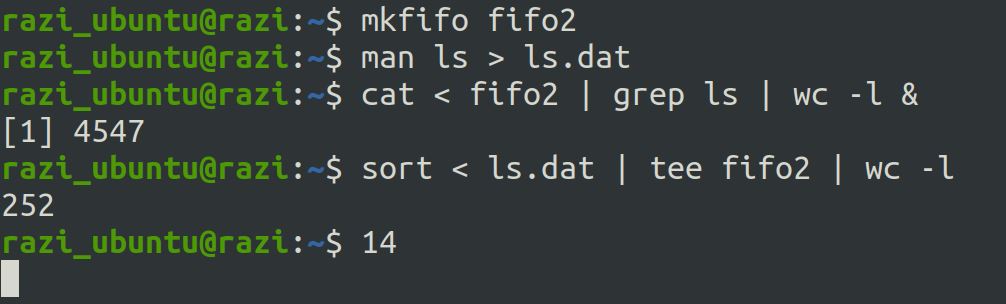 razi_ubuntu@razi:~$ mkfifo fifo2
razi_ubuntu@razi:~$ man ls > ls.dat
razi_ubuntu@razi:~$ cat < fifo2 | grep ls | wc -l &
[1] 4547
razi_ubuntu@razi:~$ sort < ls.dat | tee fifo2 | wc -l
252
razi_ubuntu@razi:~$ 14